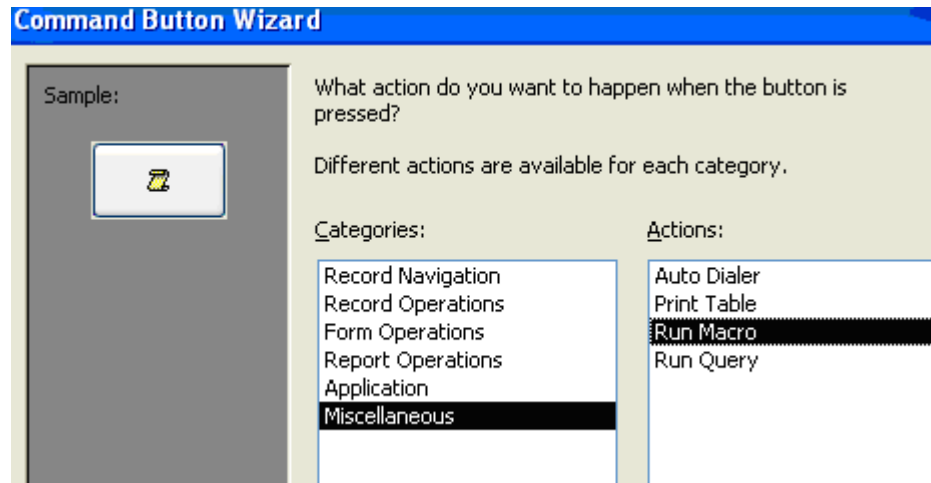 Command Button Wizard
Sample:
What action do you want to happen when the button is
pressed?
Different actions are available for each category.
Categories:
Actions:
Record Navigation
Record Operations
Form Operations
Report Operations
Application
Miscellaneous
Auto Dialer
Print Table
Run Macro
Run Query